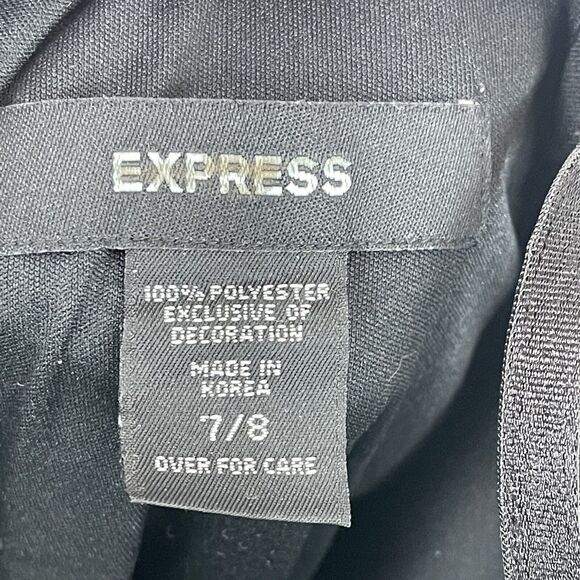 EXPRESS
100% POLYESTER
EXCLUSIVE OF
DECORATION
MADE IN
KOREA
7/8
OVER FOR CARE